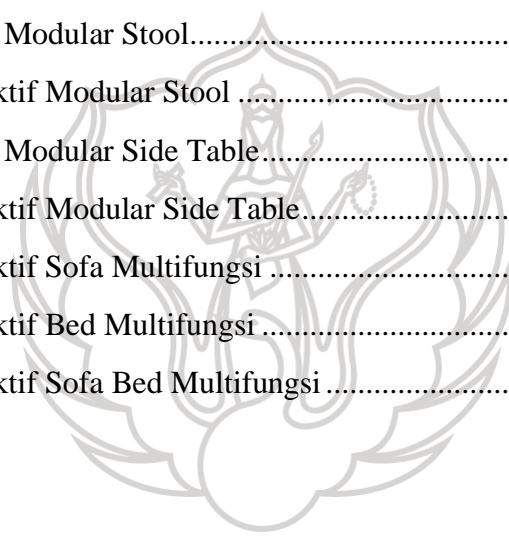 Modular Stool...................................
ktif Modular Stool ..............................
Modular Side Table...............................
ktif Modular Side Table..........................
ktif Sofa Multifungsi ...........................
ktif Bed Multifungsi ............................
ktif Sofa Bed Multifungsi .......................